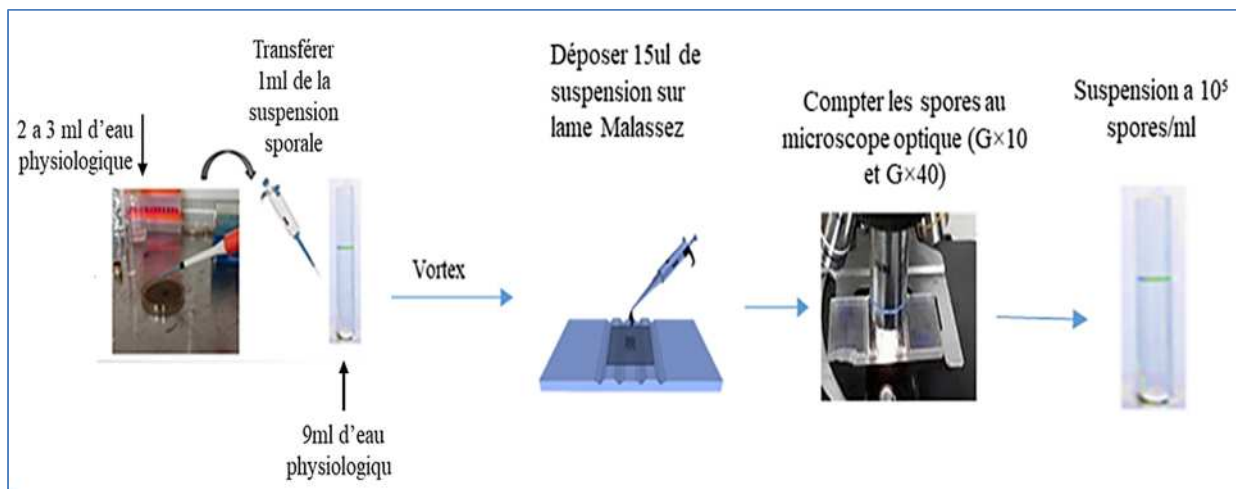 2 a 3 ml d'eau
physiologique
Transférer
1ml de la
suspension
sporale
9ml d'eau
physiologiqu
Vortex
Déposer 15ul de
suspension sur
lame Malassez
Compter les spores au
microscope optique (G×10
et G×40)
Suspension a 10⁵
spores/ml